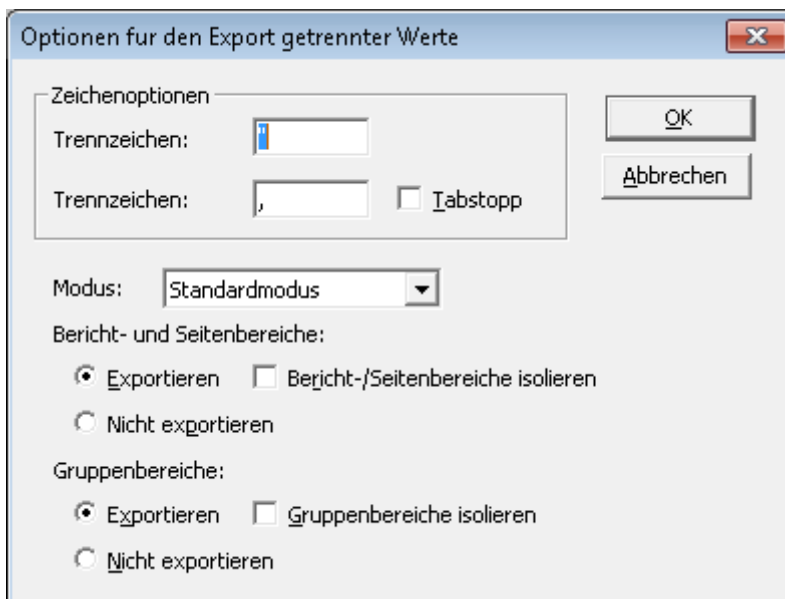 Optionen fur den Export getrennter Werte
Zeichenoptionen
Trennzeichen: "
Trennzeichen: , Tabstopp
OK
Abbrechen
Modus: Standardmodus
Bericht- und Seitenbereiche:
Exportieren Bericht-/Seitenbereiche isolieren
Nicht exportieren
Gruppenbereiche:
Exportieren Gruppenbereiche isolieren
Nicht exportieren